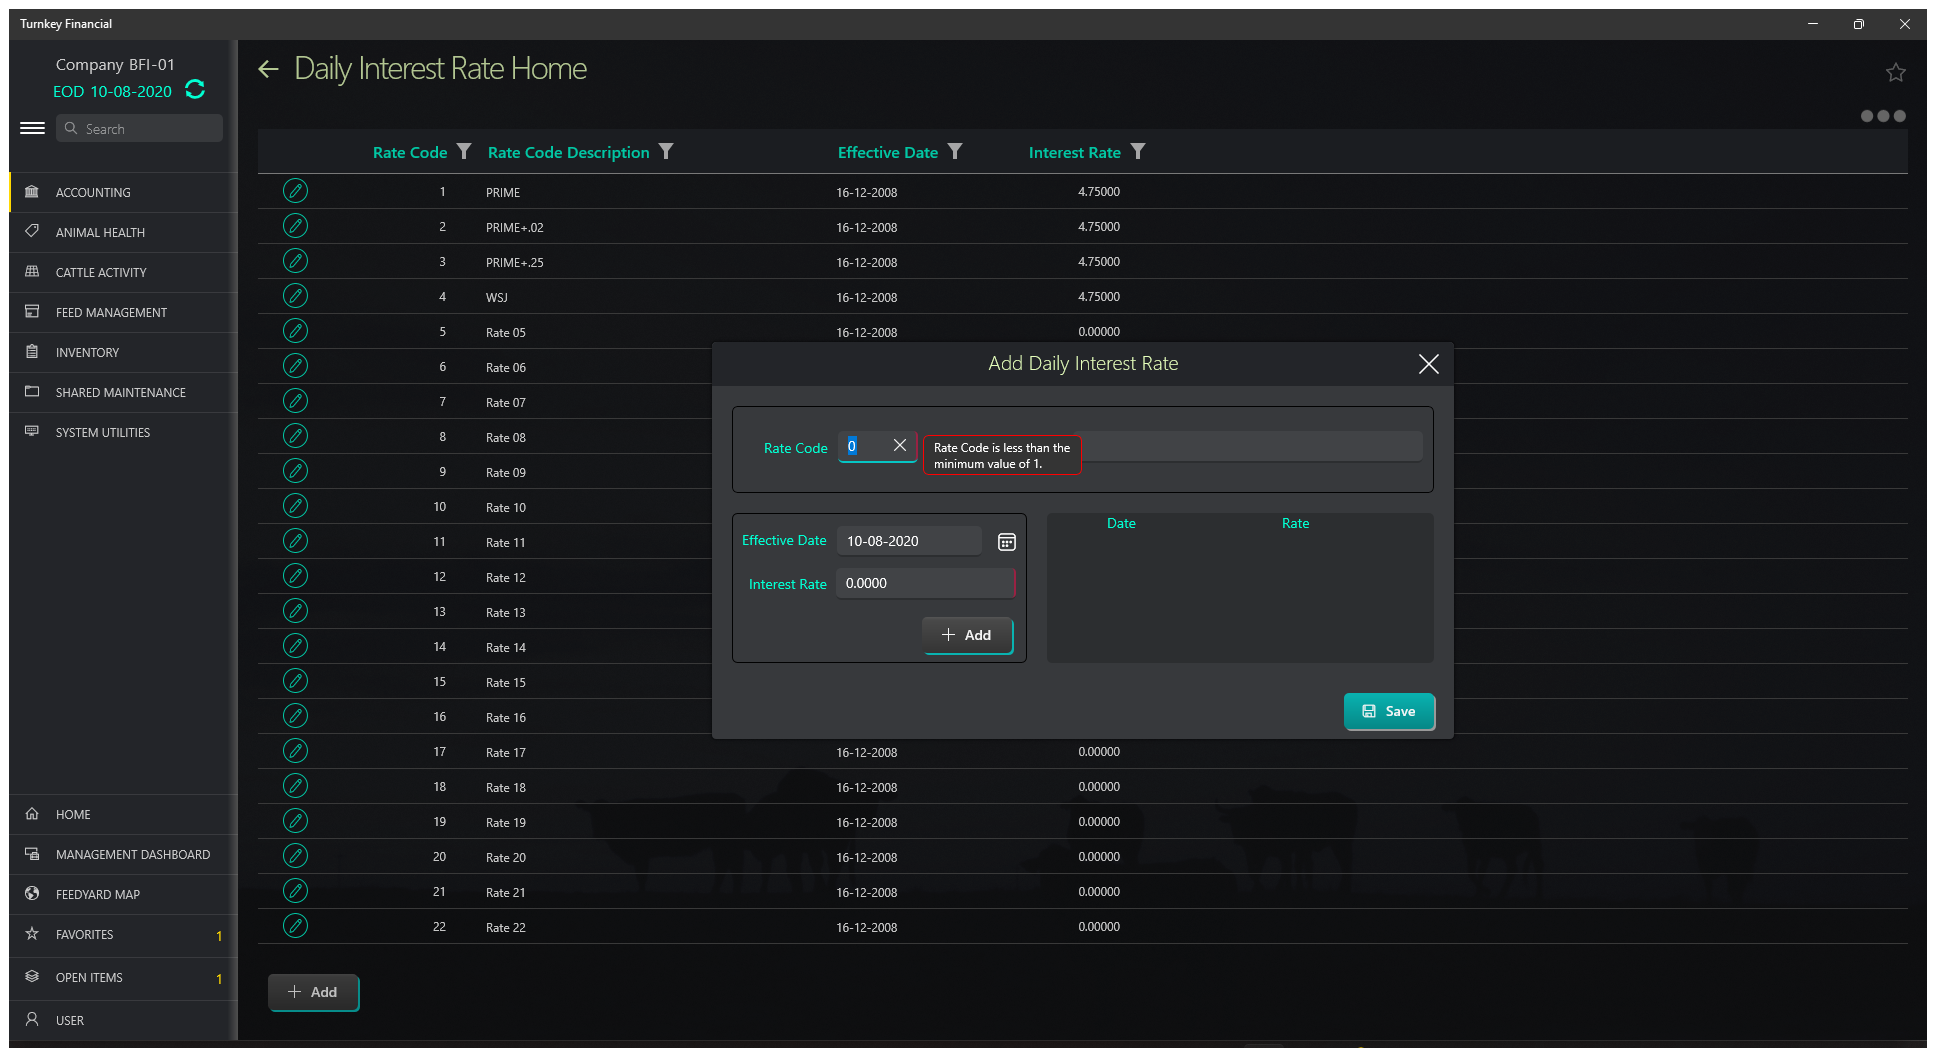 Turnkey Financial
Company BFI-01
EOD 10-08-2020
Search
ACCOUNTING
ANIMAL HEALTH
CATTLE ACTIVITY
FEED MANAGEMENT
INVENTORY
SHARED MAINTENANCE
SYSTEM UTILITIES
HOME
MANAGEMENT DASHBOARD
FEEDYARD MAP
FAVORITES 1
OPEN ITEMS 1
USER
Daily Interest Rate Home
Rate Code Rate Code Description Effective Date Interest Rate
1 PRIME 16-12-2008 4.75000
2 PRIME+.02 16-12-2008 4.75000
3 PRIME+.25 16-12-2008 4.75000
4 WSJ 16-12-2008 4.75000
5 Rate 05 16-12-2008 0.00000
6 Rate 06
7 Rate 07
8 Rate 08
9 Rate 09
10 Rate 10
11 Rate 11
12 Rate 12
13 Rate 13
14 Rate 14
15 Rate 15
16 Rate 16
17 Rate 17 16-12-2008 0.00000
18 Rate 18 16-12-2008 0.00000
19 Rate 19 16-12-2008 0.00000
20 Rate 20 16-12-2008 0.00000
21 Rate 21 16-12-2008 0.00000
22 Rate 22 16-12-2008 0.00000
Add
Add Daily Interest Rate
Rate Code 0
Rate Code is less than the
minimum value of 1.
Effective Date 10-08-2020
Interest Rate 0.0000
Add
Date Rate
Save